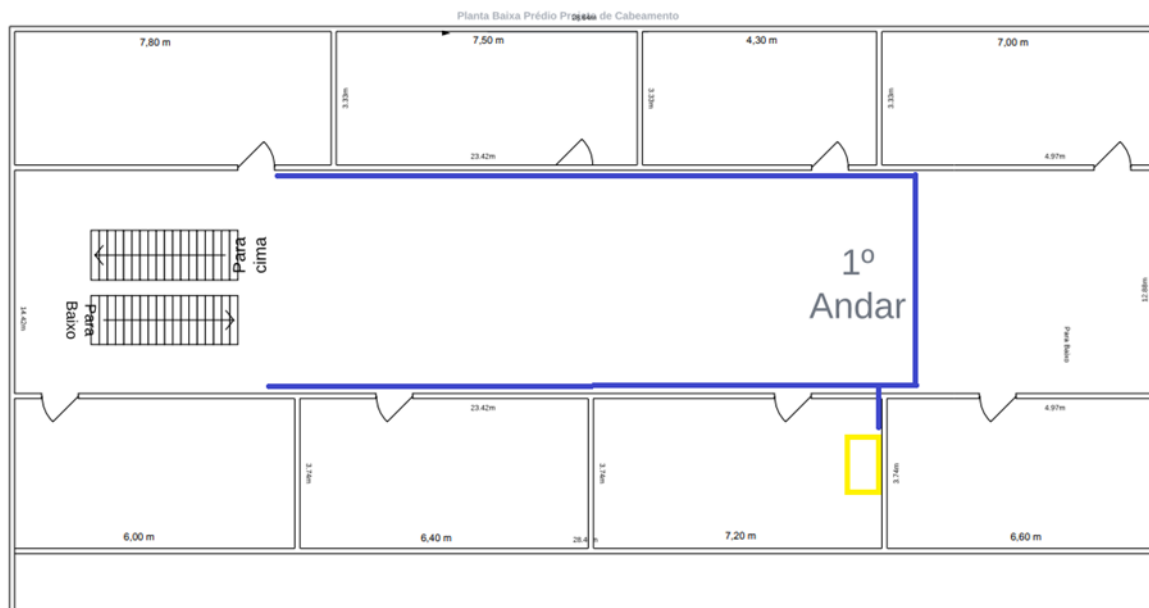 Planta Baixa Prédio Projeto de Cabeamento
7,80 m
7,50 m
4,30 m
7,00 m
3.33m
3.33m
3.33m
23.42m
4.97m
Para
cima
Para
Baixo
1º
Andar
14.42m
12.88m
Para Baixo
23.42m
4.97m
3.74m
3.74m
3.74m
6,00 m
6,40 m
7,20 m
6,60 m